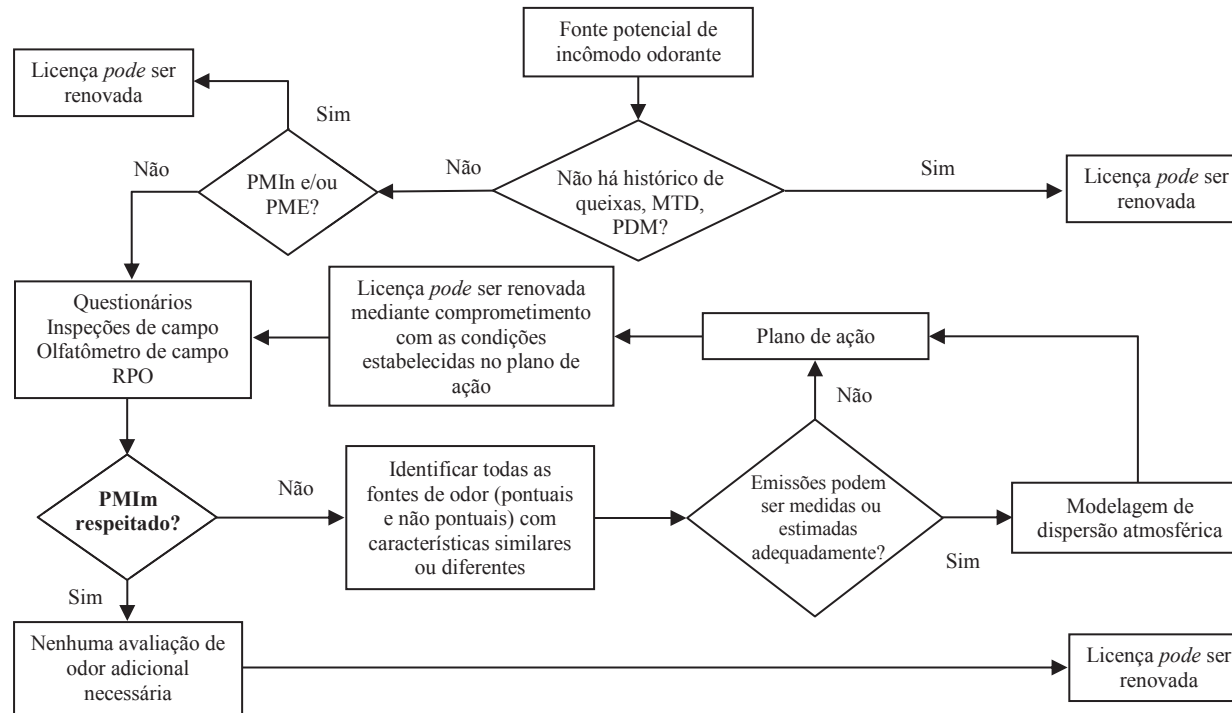 Fonte potencial de
incômodo odorante
Licença pode ser
renovada
Sim
Não
PMIn e/ou
PME?
Não
Não há histórico de
queixas, MTD,
PDM?
Sim
Licença pode ser
renovada
Questionários
Inspeções de campo
Olfatômetro de campo
RPO
Licença pode ser renovada
mediante comprometimento
com as condições
estabelecidas no plano de
ação
Plano de ação
Não
PMIm
respeitado?
Não
Identificar todas as
fontes de odor (pontuais
e não pontuais) com
características similares
ou diferentes
Emissões podem
ser medidas ou
estimadas
adequadamente?
Sim
Modelagem de
dispersão atmosférica
Sim
Nenhuma avaliação de
odor adicional
necessária
Licença pode ser
renovada